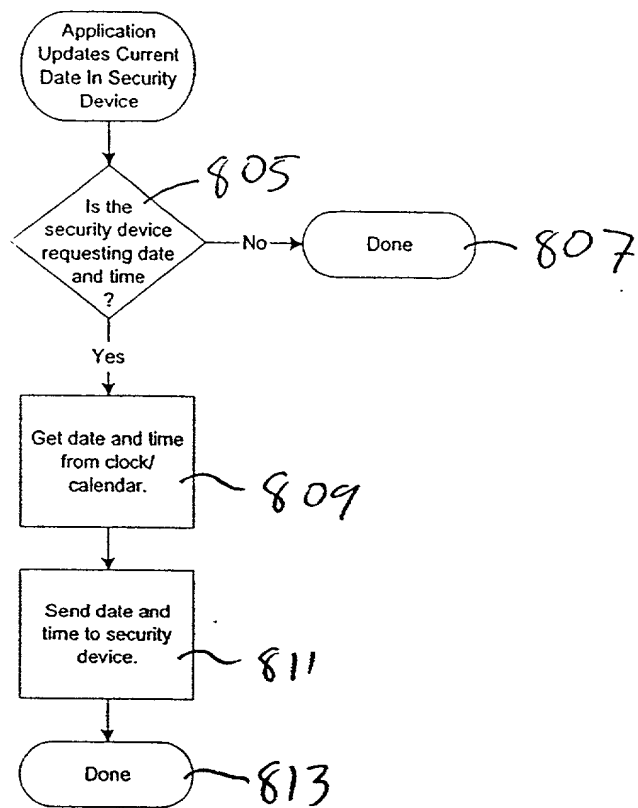 Application
Updates Current
Date In Security
Device
805
Is the
security device
requesting date
and time
?
No
Done
807
Yes
Get date and time
from clock/
calendar.
809
Send date and
time to security
device.
811
Done
813